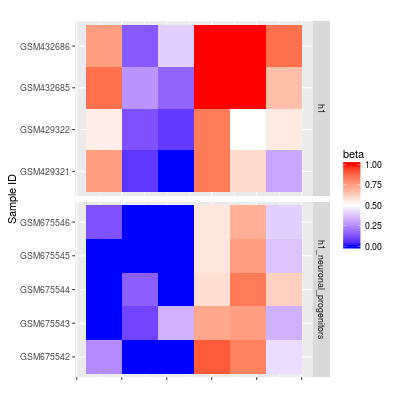 GSM432686
GSM432685
GSM429322
GSM429321
h1
GSM675546
GSM675545
GSM675544
GSM675543
GSM675542
h1_neuronal_progenitors
Sample ID
beta
1.00
0.75
0.50
0.25
0.00